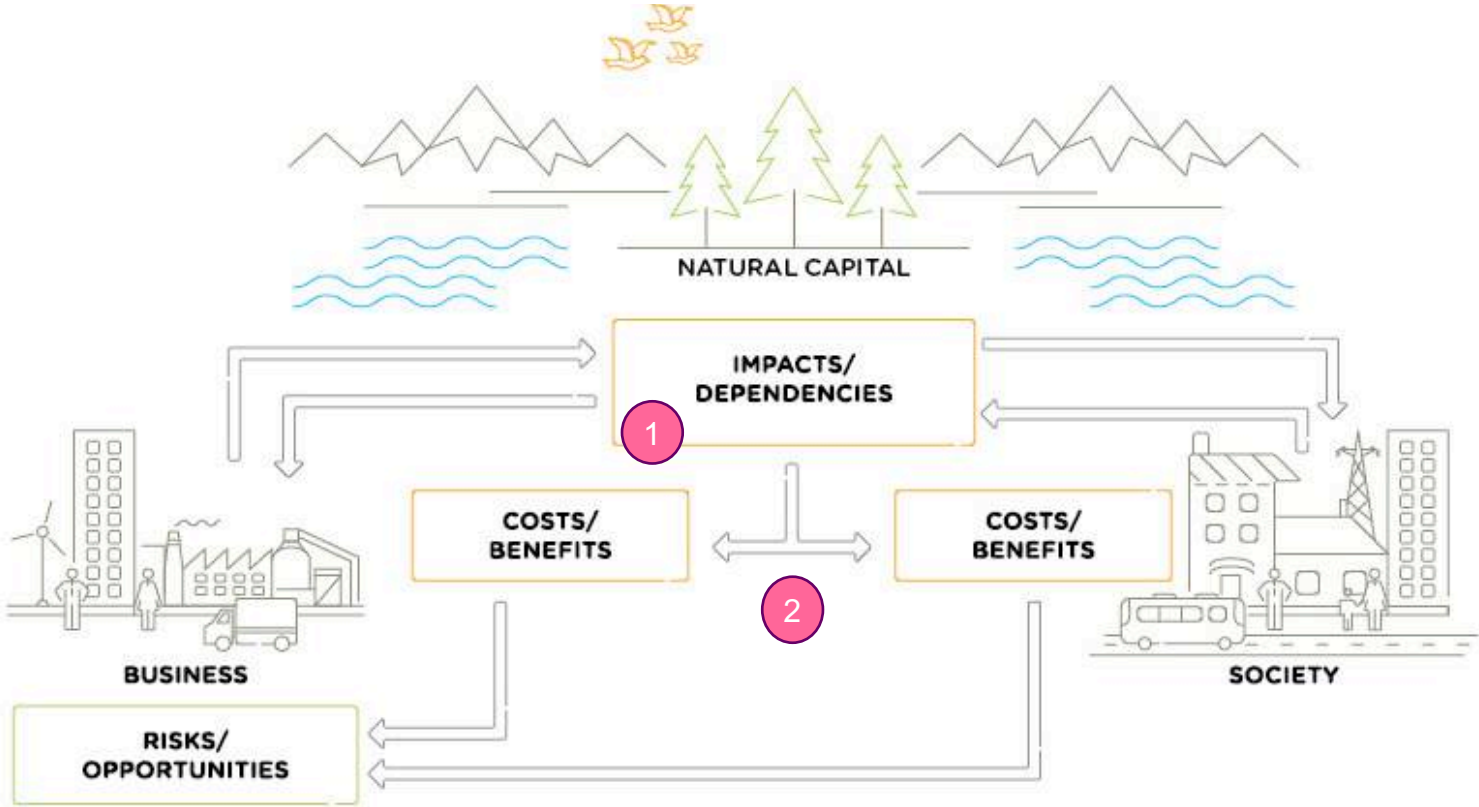 NATURAL CAPITAL
IMPACTS/
DEPENDENCIES
1
COSTS/
BENEFITS
COSTS/
BENEFITS
2
BUSINESS
SOCIETY
RISKS/
OPPORTUNITIES